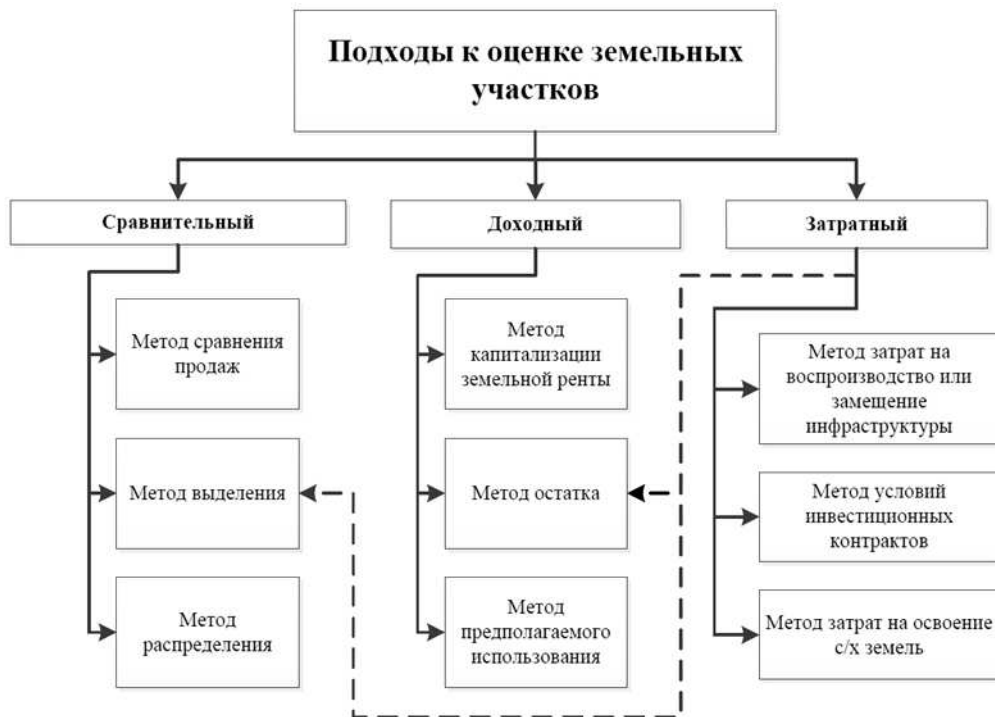 Подходы к оценке земельных
участков
Сравнительный
Доходный
Затратный
Метод сравнения
продаж
Метод выделения
Метод
распределения
Метод
капитализации
земельной ренты
Метод остатка
Метод
предполагаемого
использования
Метод затрат на
воспроизводство или
замещение
инфраструктуры
Метод условий
инвестиционных
контрактов
Метод затрат на освоение
с/х земель